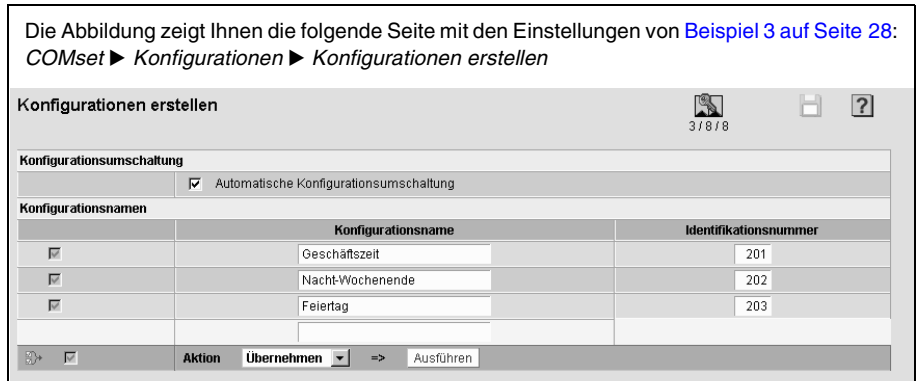 Die Abbildung zeigt Ihnen die folgende Seite mit den Einstellungen von Beispiel 3 auf Seite 28:
COMset ► Konfigurationen ► Konfigurationen erstellen
Konfigurationen erstellen
3/8/8
?
Konfigurationsumschaltung
Automatische Konfigurationsumschaltung
Konfigurationsnamen
Konfigurationsname Identifikationsnummer
Geschäftszeit 201
Nacht-Wochenende 202
Feiertag 203
Aktion Übernehmen => Ausführen